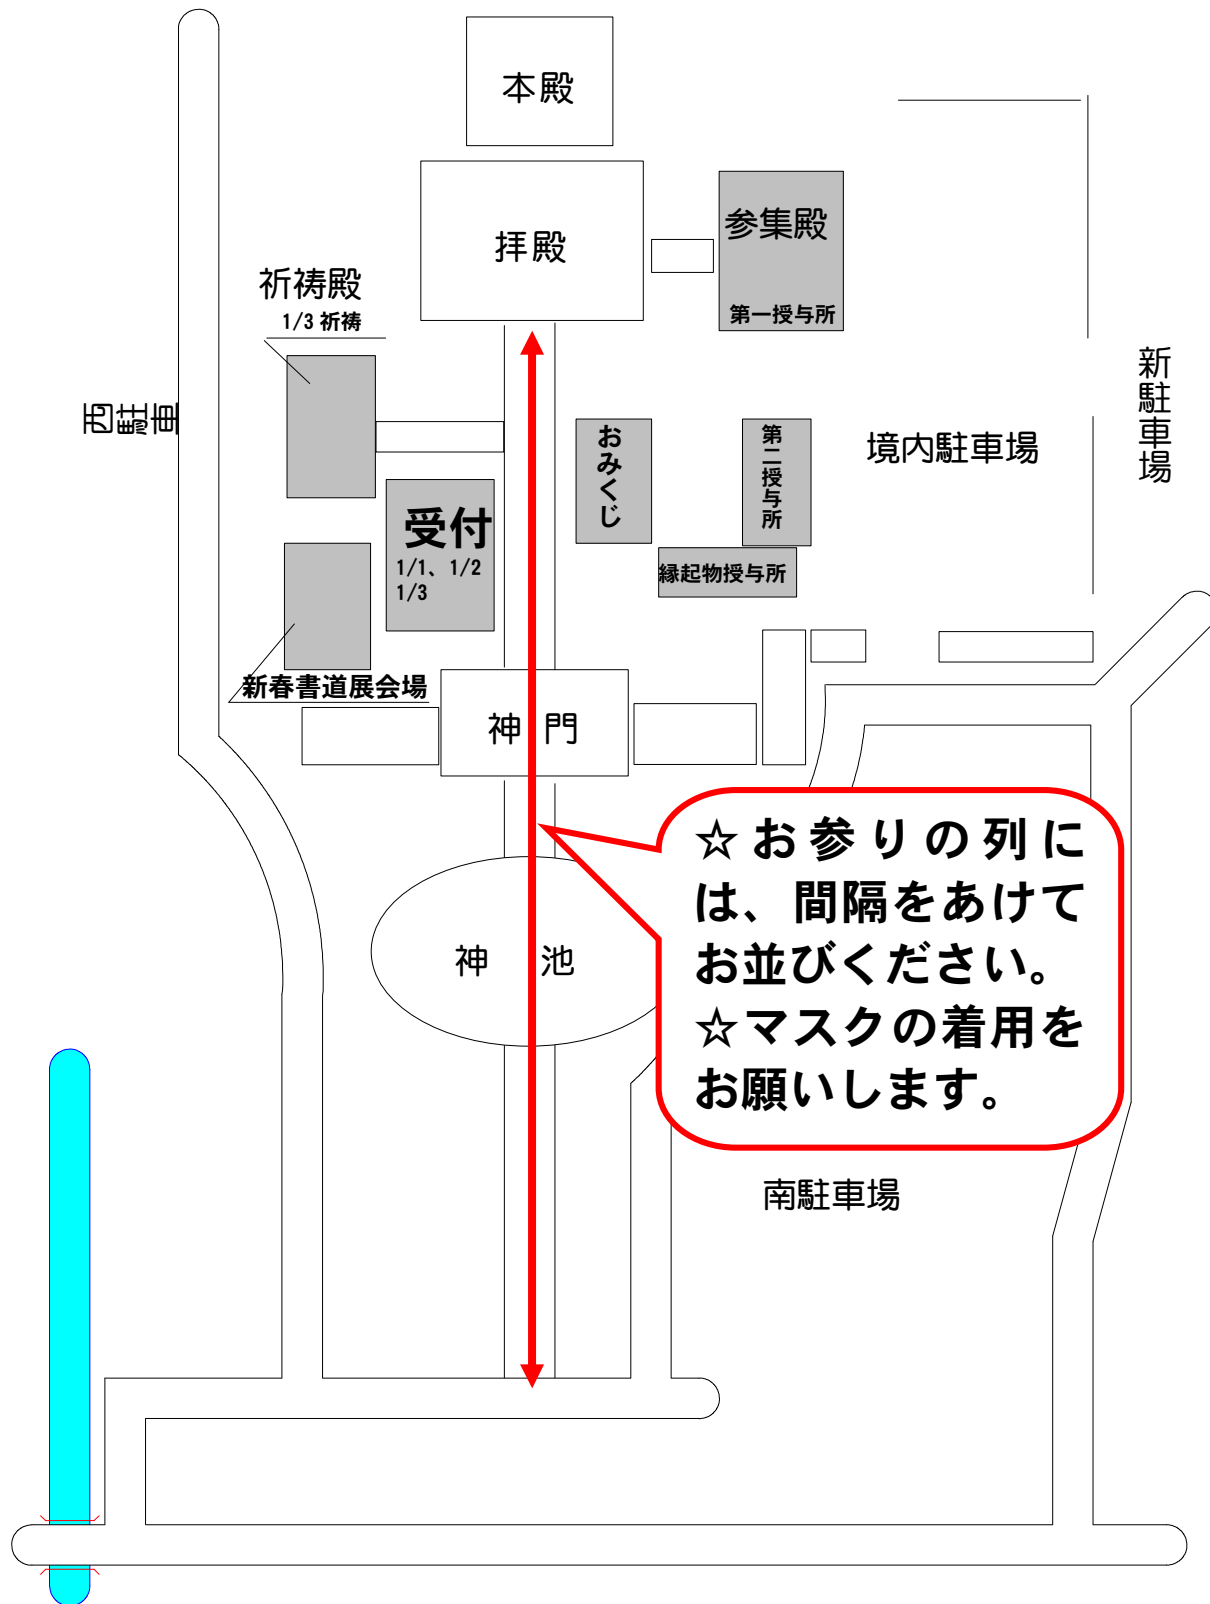 本殿
拝殿
参集殿
第一授与所
祈祷殿
1/3 祈祷
西駐車
新駐車場
境内駐車場
おみくじ
第二授与所
縁起物授与所
受付
1/1、1/2
1/3
新春書道展会場
神門
☆お参りの列に
は、間隔をあけて
お並びください。
☆マスクの着用を
お願いします。
神池
南駐車場